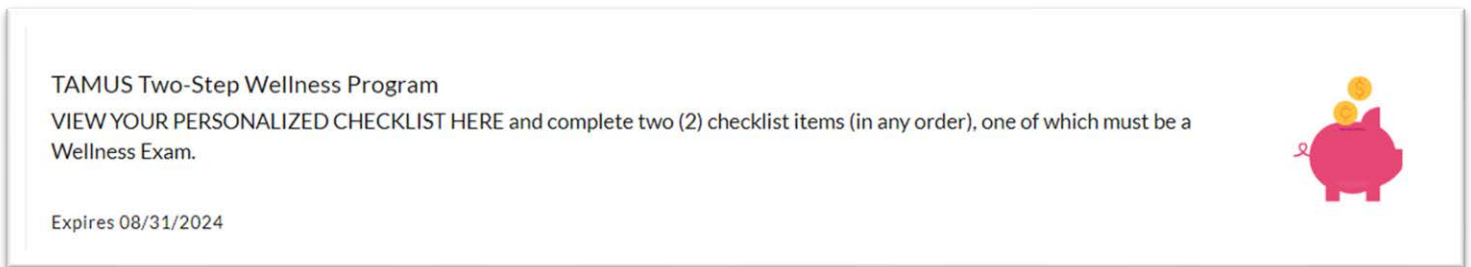 TAMUS Two-Step Wellness Program
VIEW YOUR PERSONALIZED CHECKLIST HERE and complete two (2) checklist items (in any order), one of which must be a
Wellness Exam.
Expires 08/31/2024
$
¢